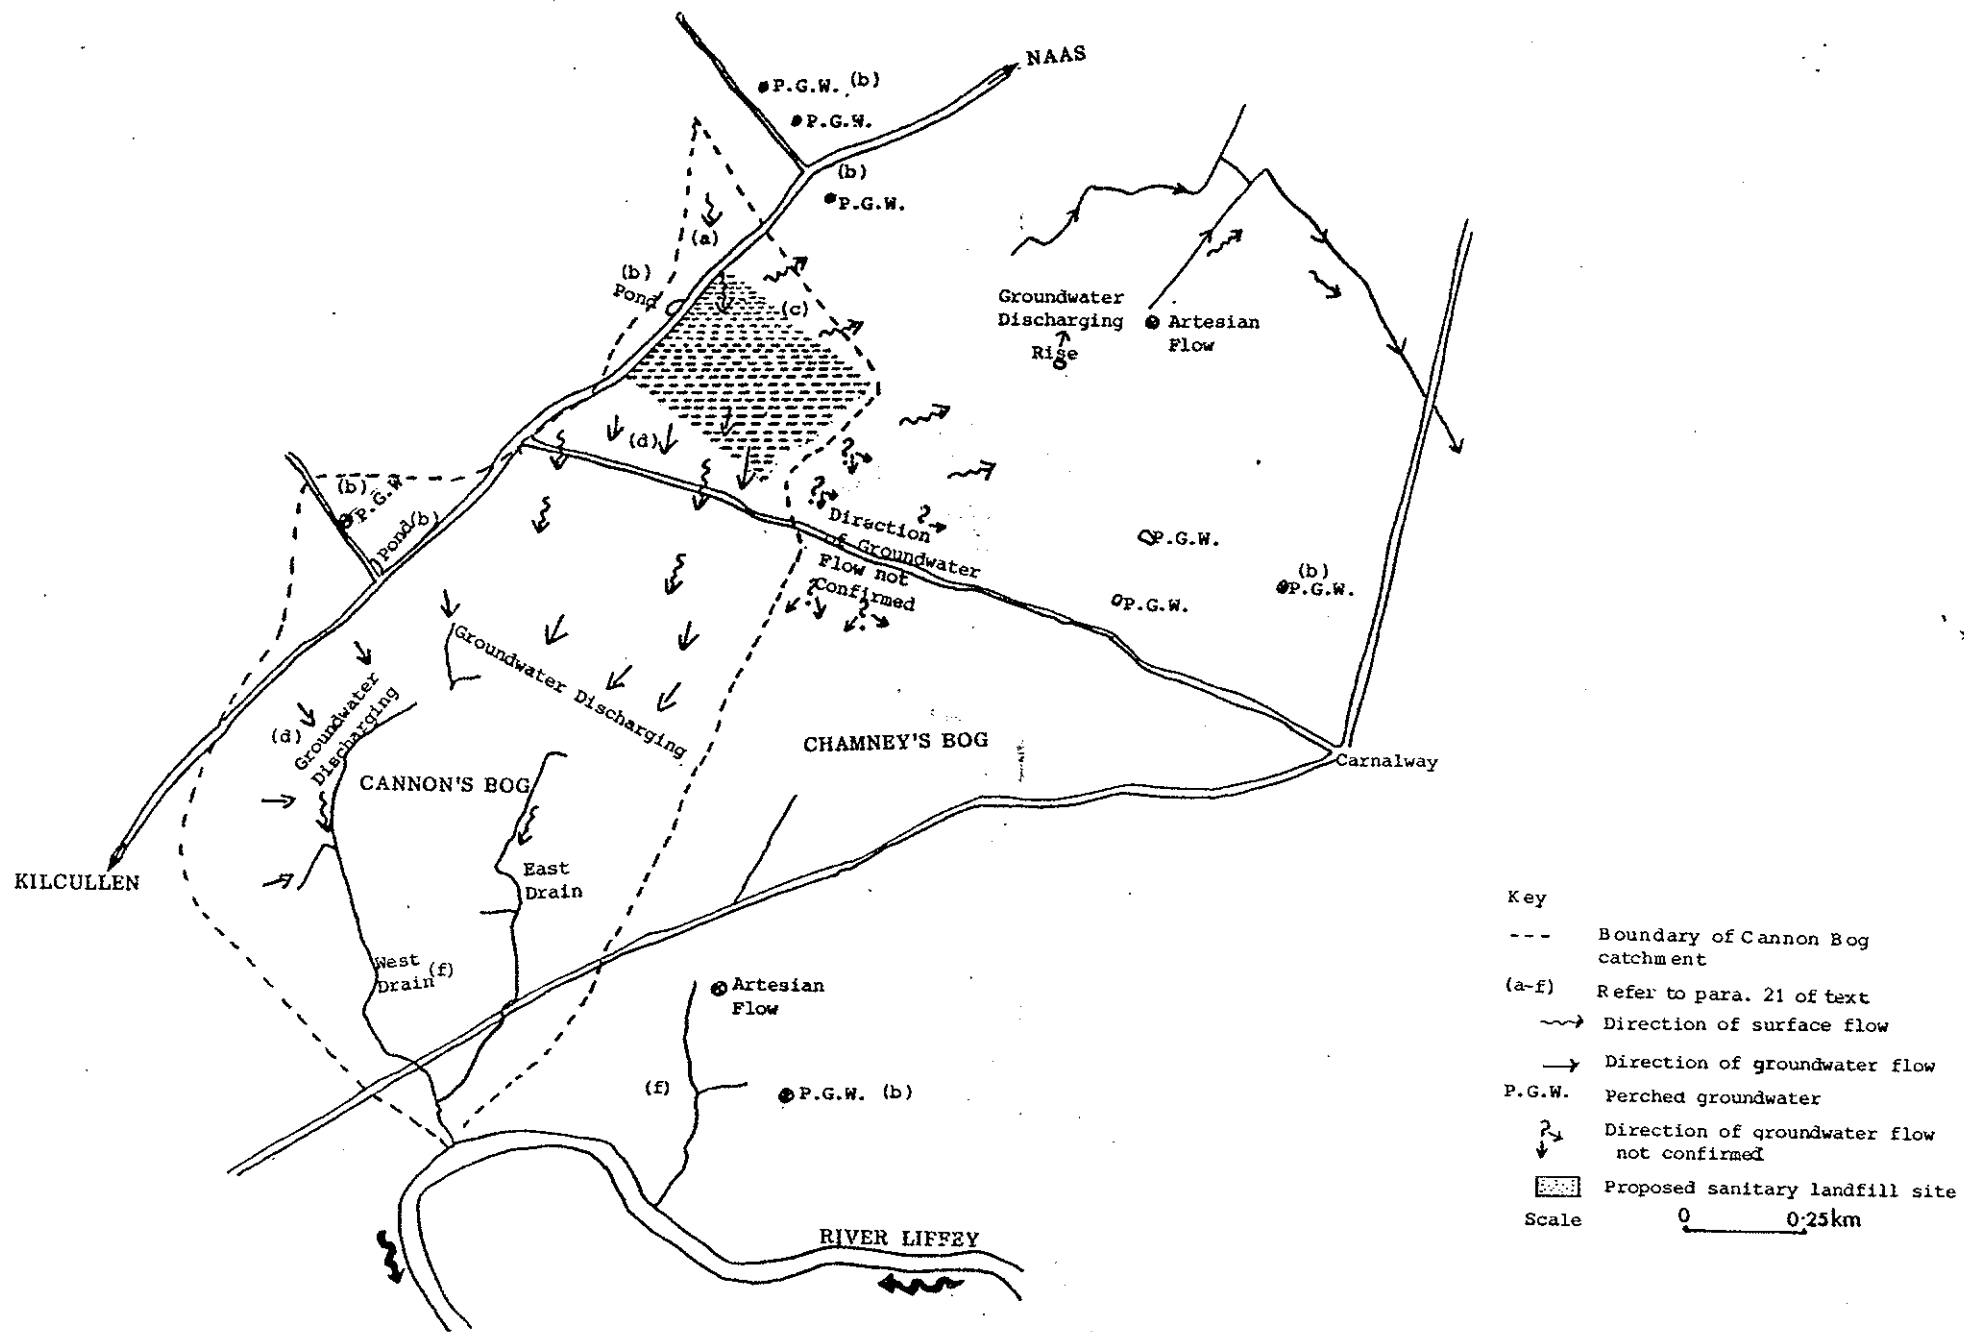 NAAS
P.G.W. (b)
P.G.W.
(b)
P.G.W.
(a)
(b)
Pond
(c)
Groundwater
Discharging
Rise
Artesian
Flow
(d)
(b)
P.G.W
Pond(b)
?
?
?
Direction
of Groundwater
Flow not
Confirmed
?
?
P.G.W.
(b)
P.G.W.
P.G.W.
Groundwater Discharging
Groundwater
Discharging
(d)
CANNON'S BOG
CHAMNEY'S BOG
Carnalway
KILCULLEN
East
Drain
West
Drain (f)
Artesian
Flow
(f)
P.G.W. (b)
RIVER LIFFEY
Key
--- Boundary of Cannon Bog
catchment
(a-f) Refer to para. 21 of text
Direction of surface flow
Direction of groundwater flow
P.G.W. Perched groundwater
? Direction of groundwater flow
not confirmed
Proposed sanitary landfill site
Scale 0 0·25km